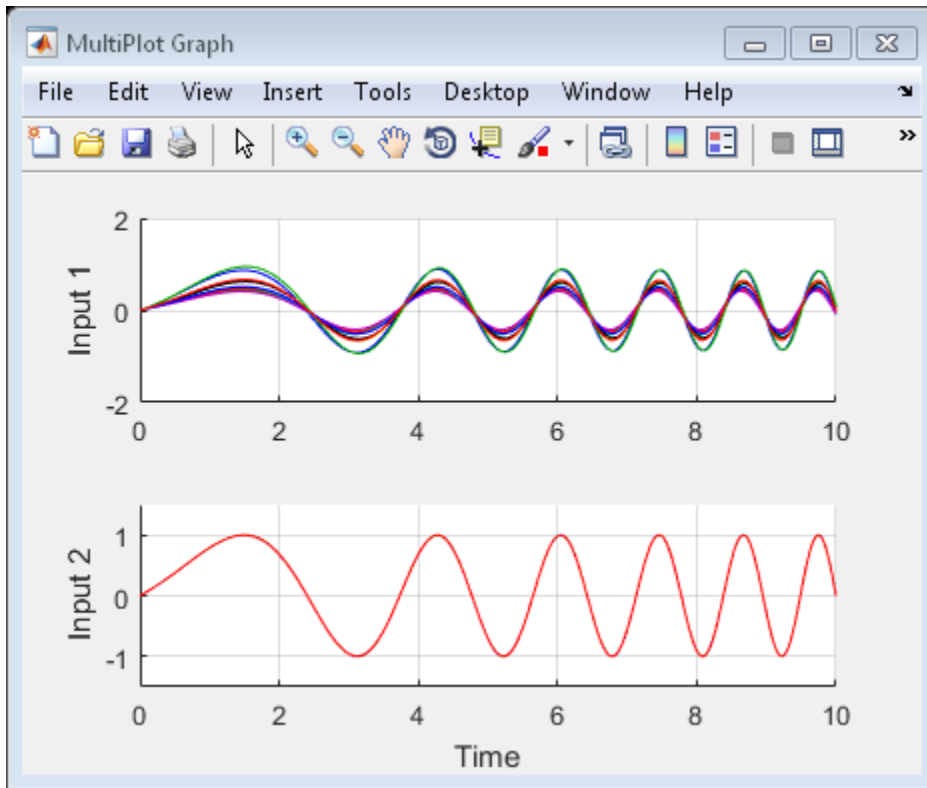 MultiPlot Graph
File Edit View Insert Tools Desktop Window Help
Input 1
2
0
-2
0 2 4 6 8 10
Input 2
1
0
-1
0 2 4 6 8 10
Time